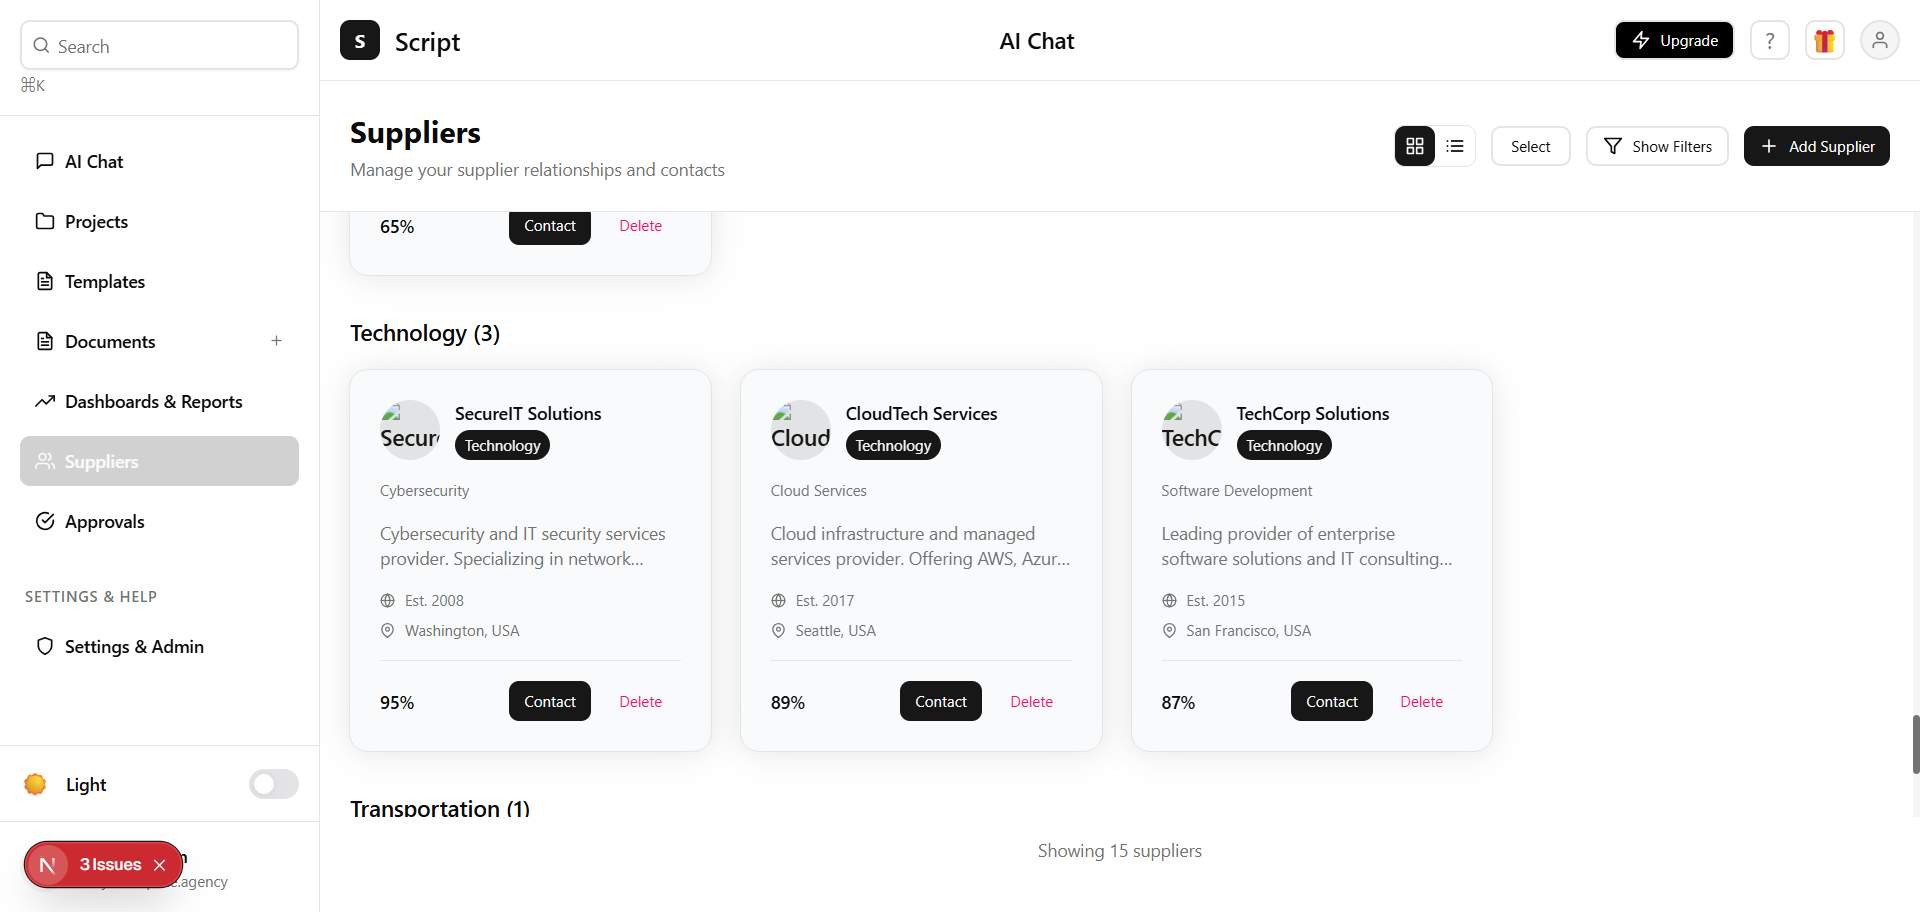 Search
⌘K
AI Chat
Projects
Templates
Documents +
Dashboards & Reports
Suppliers
Approvals
SETTINGS & HELP
Settings & Admin
Light
3 Issues
.agency
S Script
AI Chat
Upgrade
?
Suppliers
Manage your supplier relationships and contacts
Select
Show Filters
+ Add Supplier
65% Contact Delete
Technology (3)
Secure
SecureIT Solutions
Technology
Cybersecurity
Cybersecurity and IT security services
provider. Specializing in network...
Est. 2008
Washington, USA
95% Contact Delete
Cloud
CloudTech Services
Technology
Cloud Services
Cloud infrastructure and managed
services provider. Offering AWS, Azur...
Est. 2017
Seattle, USA
89% Contact Delete
TechC
TechCorp Solutions
Technology
Software Development
Leading provider of enterprise
software solutions and IT consulting...
Est. 2015
San Francisco, USA
87% Contact Delete
Transportation (1)
Showing 15 suppliers